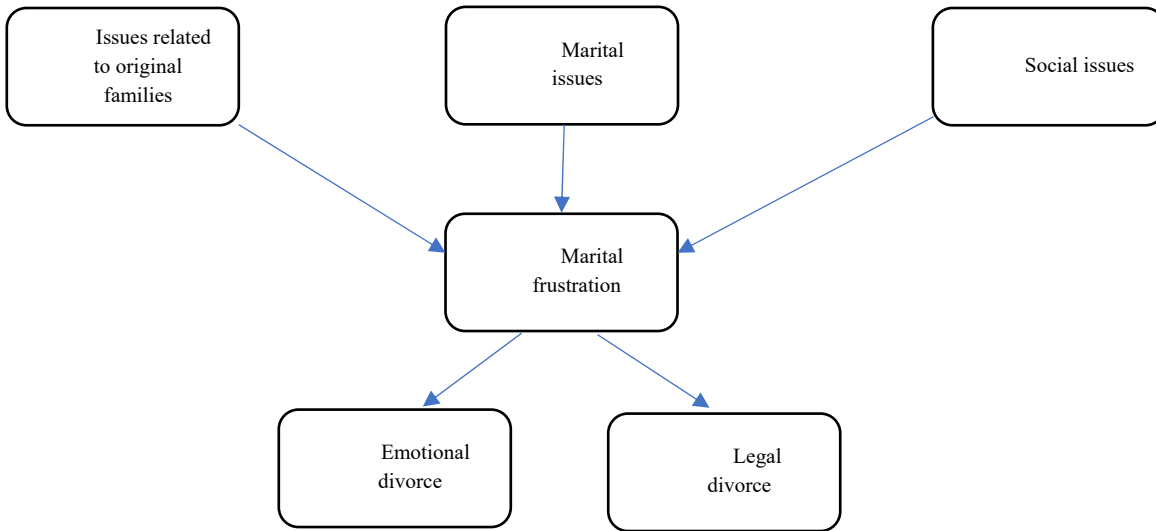 Issues related
to original
families
Marital
issues
Social issues
Marital
frustration
Emotional
divorce
Legal
divorce